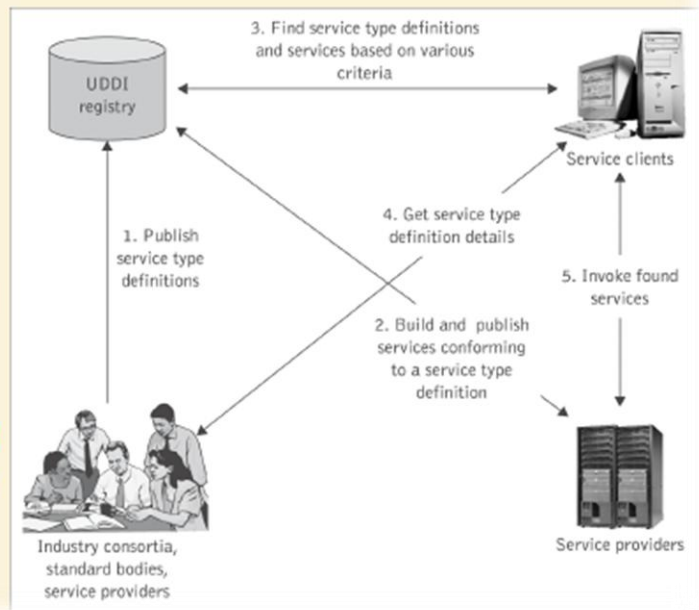 3. Find service type definitions
and services based on various
criteria
UDDI
registry
Service clients
4. Get service type
definition details
1. Publish
service type
definitions
5. Invoke found
services
2. Build and publish
services conforming
to a service type
definition
Industry consortia,
standard bodies,
service providers
Service providers